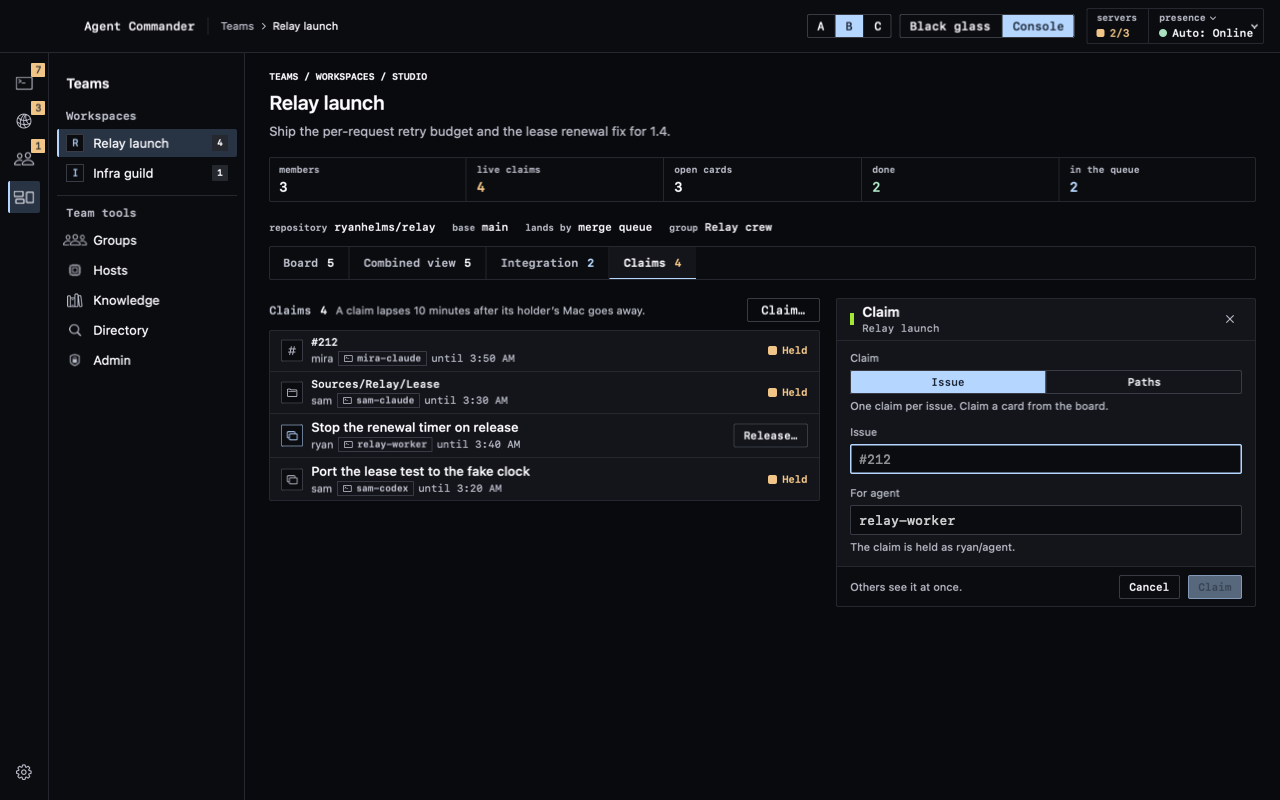 Agent Commander
Teams > Relay launch
A B C
Black glass Console
servers
2/3
presence
Auto: Online
7
3
1
Teams
Workspaces
R Relay launch 4
I Infra guild 1
Team tools
Groups
Hosts
Knowledge
Directory
Admin
TEAMS / WORKSPACES / STUDIO
Relay launch
Ship the per-request retry budget and the lease renewal fix for 1.4.
members
3
live claims
4
open cards
3
done
2
in the queue
2
repository ryanhelms/relay base main lands by merge queue group Relay crew
Board 5 Combined view 5 Integration 2 Claims 4
Claims 4 A claim lapses 10 minutes after its holder's Mac goes away. Claim…
#
#212
mira mira-claude until 3:50 AM
Held
Sources/Relay/Lease
sam sam-claude until 3:30 AM
Held
Stop the renewal timer on release
ryan relay-worker until 3:40 AM
Release…
Port the lease test to the fake clock
sam sam-codex until 3:20 AM
Held
Claim
Relay launch
Claim
Issue Paths
One claim per issue. Claim a card from the board.
Issue
#212
For agent
relay-worker
The claim is held as ryan/agent.
Others see it at once. Cancel Claim